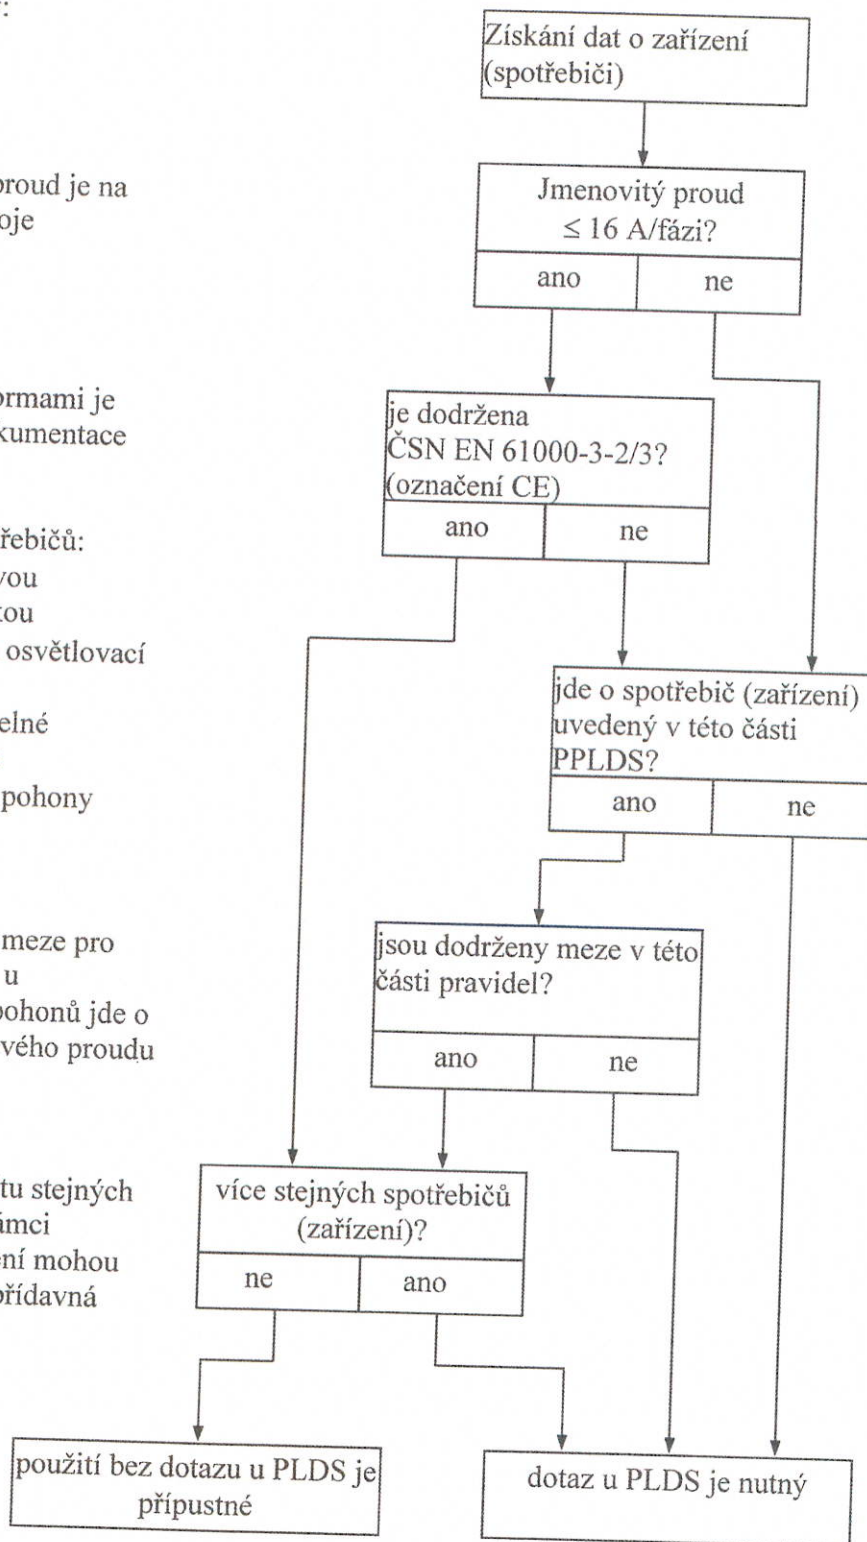 :
proud je na
oje
ormami je
kumentace
řebičů:
vou
kou
osvětlovací
elné
pohony
meze pro
u
pohonů jde o
vého proudu
tu stejných
ámci
ení mohou
přídavná
Získání dat o zařízení
(spotřebiči)
Jmenovitý proud
≤ 16 A/fázi?
ano
ne
je dodržena
ČSN EN 61000-3-2/3?
(označení CE)
ano
ne
jde o spotřebič (zařízení)
uvedený v této části
PPLDS?
ano
ne
jsou dodrženy meze v této
části pravidel?
ano
ne
více stejných spotřebičů
(zařízení)?
ne
ano
použití bez dotazu u PLDS je
přípustné
dotaz u PLDS je nutný